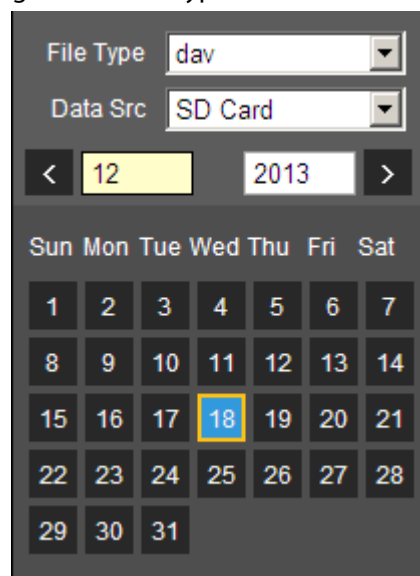 File Type dav
Data Src SD Card
< 12 2013 >
Sun Mon Tue Wed Thu Fri Sat
1 2 3 4 5 6 7
8 9 10 11 12 13 14
15 16 17 18 19 20 21
22 23 24 25 26 27 28
29 30 31